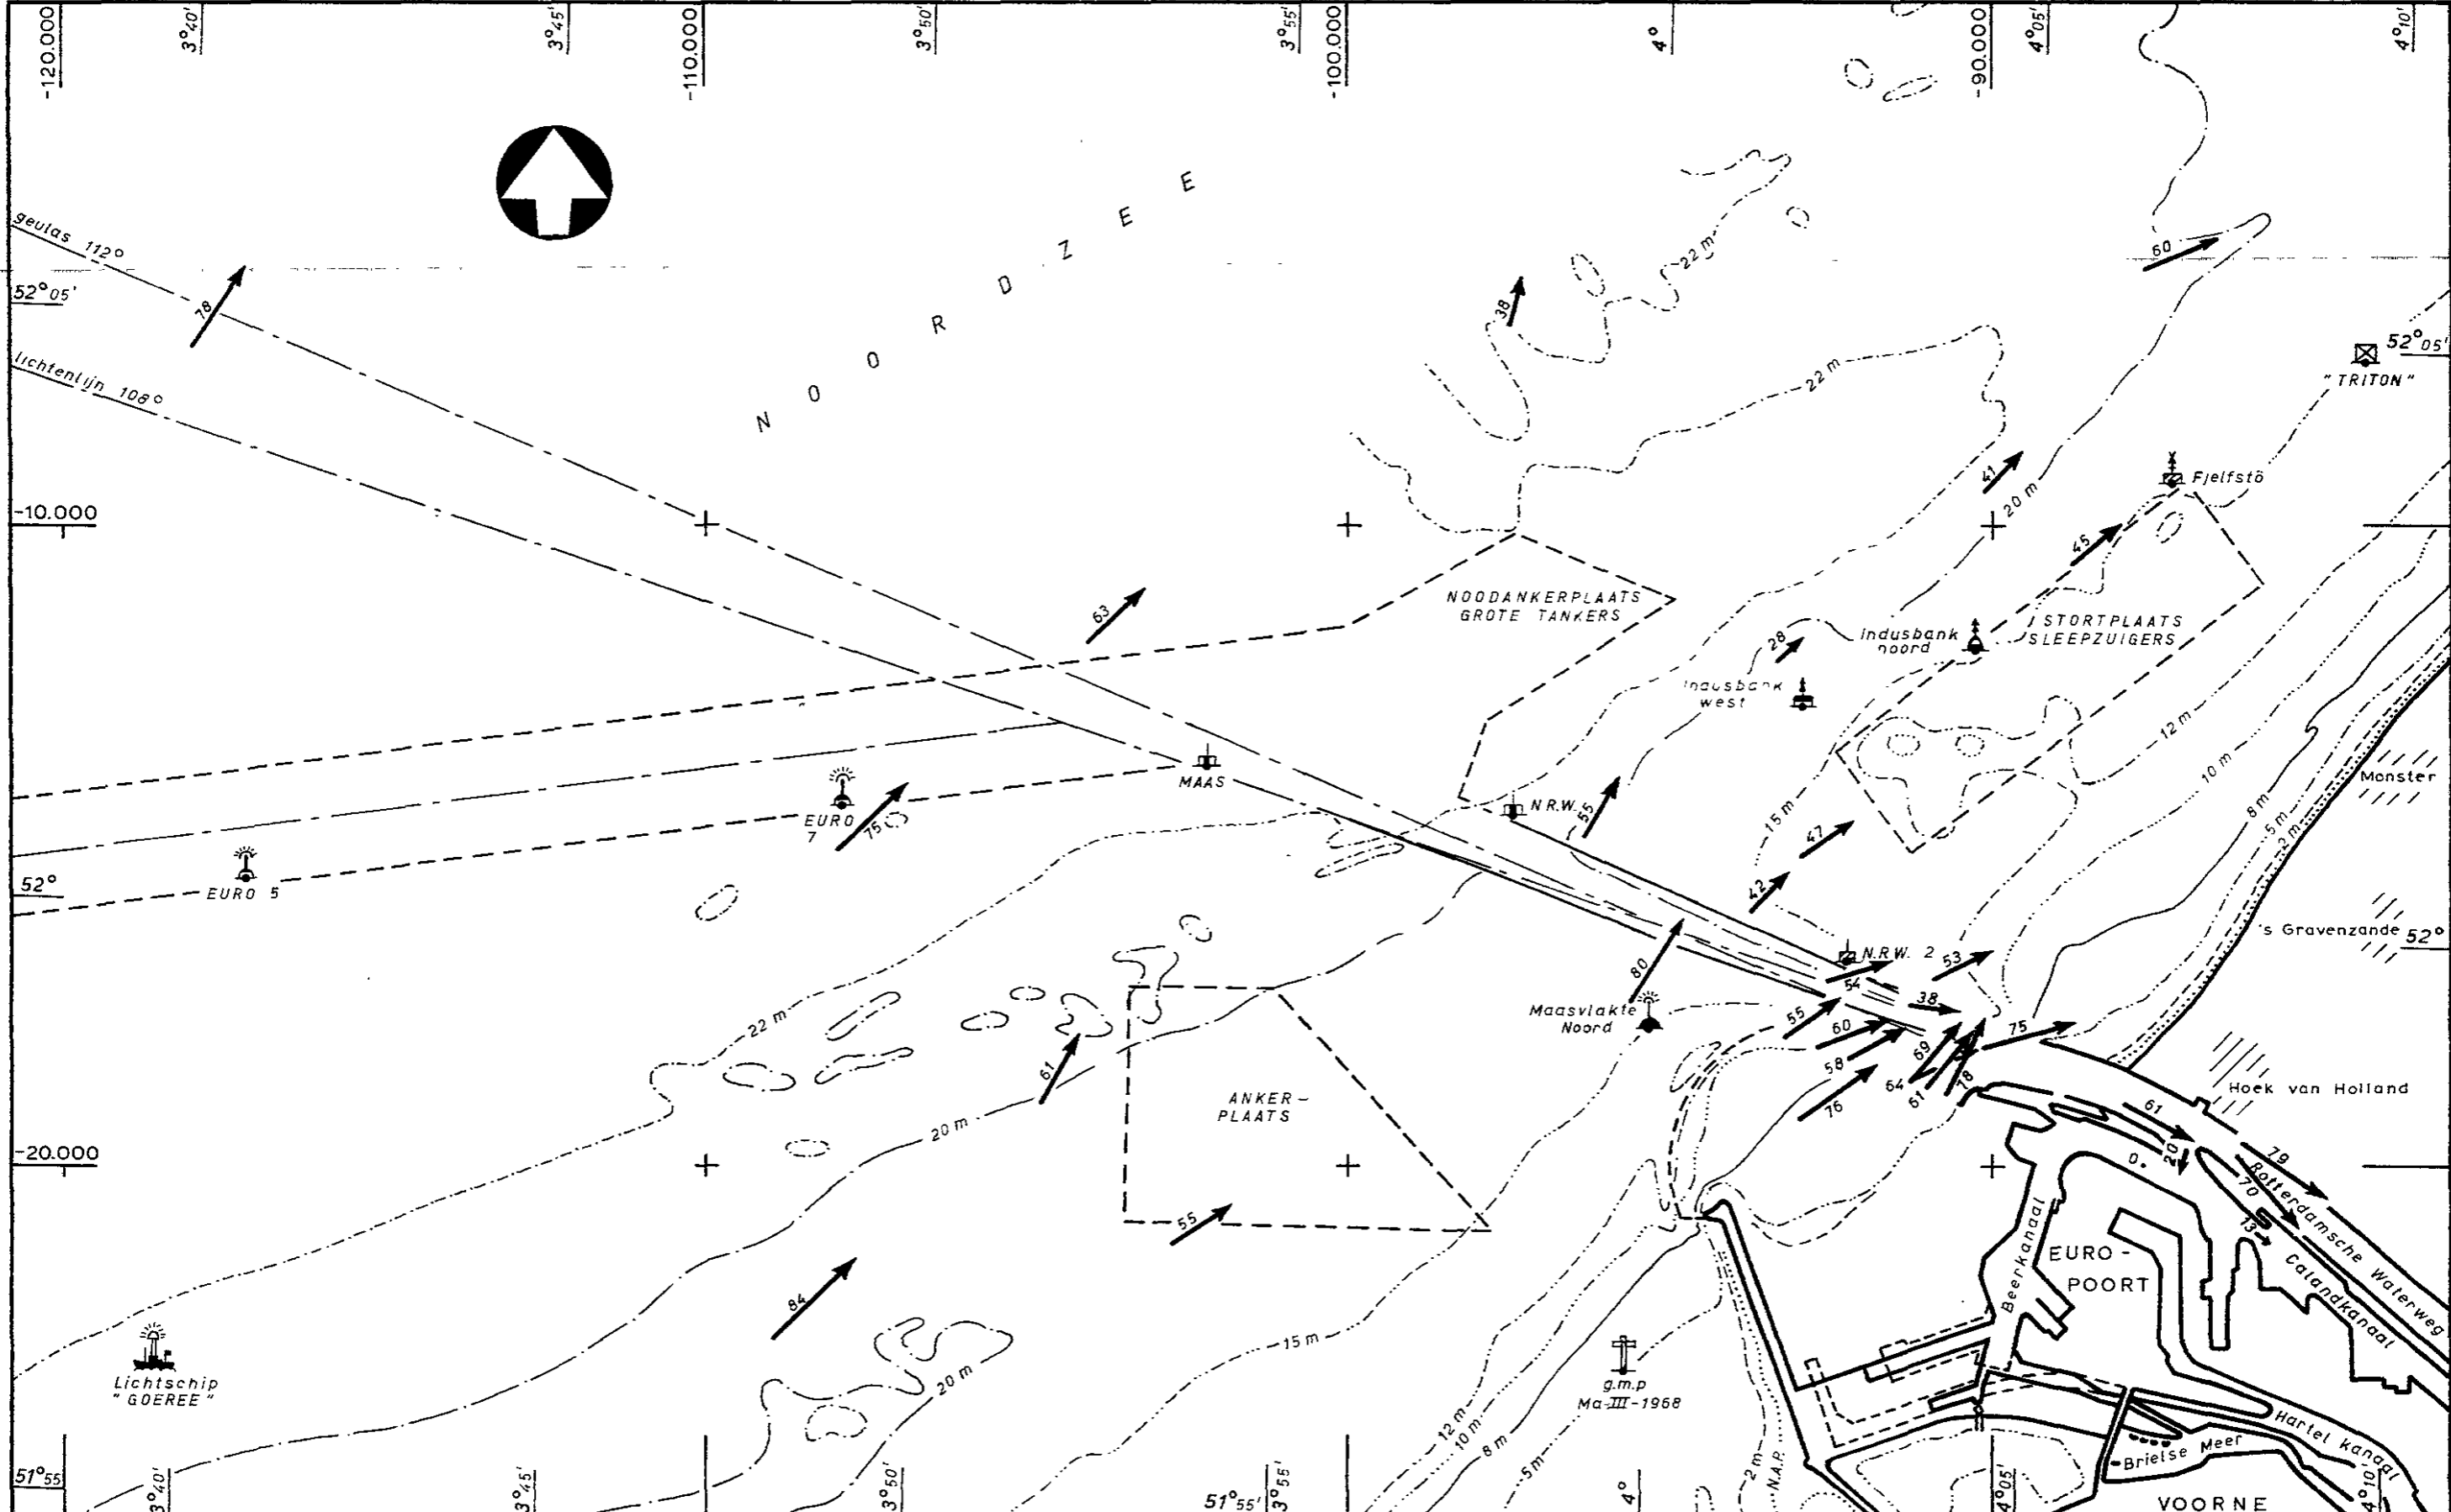 -120.000
3°40'
3°45'
-110.000
3°50'
3°55'
-100.000
4°
-90.000
4°05'
4°10'
geulas 112°
52°05'
78
lichtenlijn 108°
NOORDZEE
38
22 m
60
52°05'
"TRITON"
22 m
41
20 m
Fjelfstö
-10.000
45
63
NOODANKERPLAATS
GROTE TANKERS
28
Indusbank
noord
STORTPLAATS
SLEEPZUIGERS
Indusbank
west
12 m
10 m
MAAS
Monster
EURO
7
75
N.R.W.
55
15 m
47
8 m
5 m
2 m
52°
EURO 5
42
's Gravenzande
52°
N.R.W. 2
53
80
54
38
Maasvlakte
Noord
55
60
75
22 m
58
69
61
64
61
78
76
Hoek van Holland
ANKER-
PLAATS
20 m
61
79
-20.000
20
0
70
Rotterdamsche Waterweg
55
13
Calandkanaal
Beerkanaal
EURO-
POORT
84
15 m
Lichtschip
"GOEREE"
20 m
g.m.p
Ma-III-1968
12 m
10 m
8 m
5 m
2 m
N.A.P.
Hartel kanaal
Brielse Meer
51°55
3°40'
3°45'
3°50'
51°55'
3°55'
4°
4°05'
4°10'
VOORNE